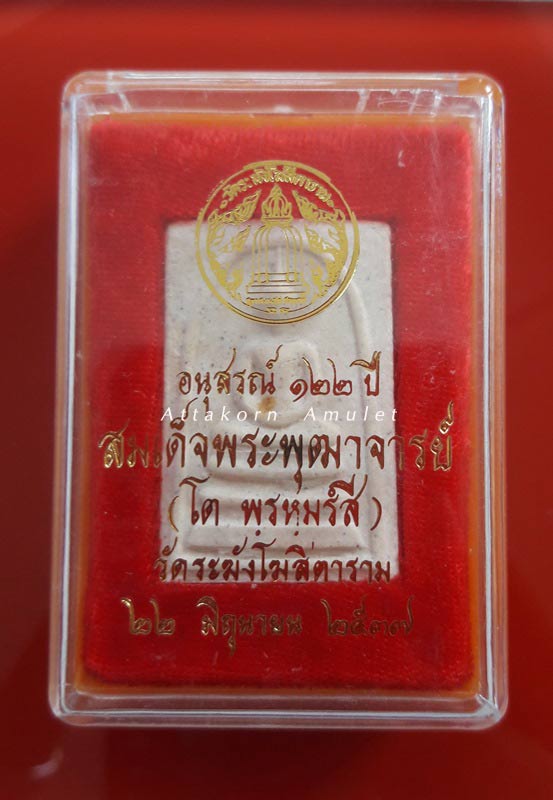 วัดระฆังโฆสิตาราม
อนุสรณ์ ๑๒๒ ปี
Attakorn Amulet
สมเด็จพระพุฒาจารย์
(โต พฺรหฺมรํสี)
วัดระฆังโฆสิตาราม
๒๒ มิถุนายน ๒๕๓๗